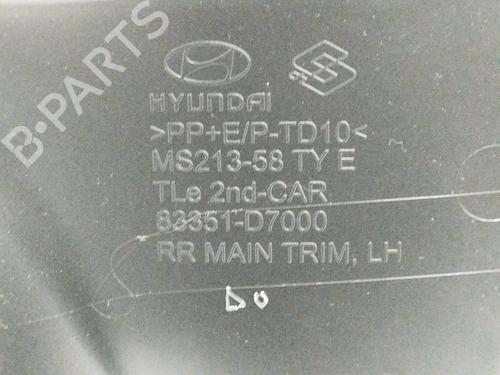 B-PARTS
HYUNDAI
>PP+E/P-TD10<
MS213-58 TY E
TLe 2nd-CAR
83351-D7000
RR MAIN TRIM, LH